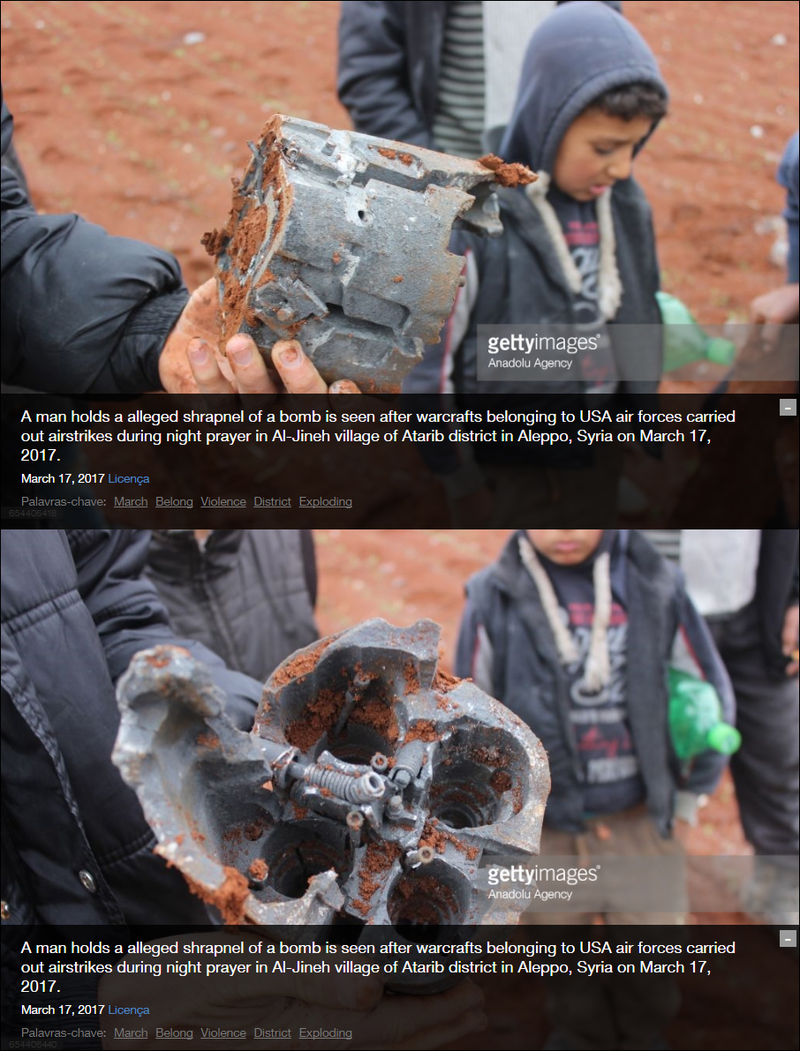 gettyimages®
Anadolu Agency
A man holds a alleged shrapnel of a bomb is seen after warcrafts belonging to USA air forces carried
out airstrikes during night prayer in Al-Jineh village of Atarib district in Aleppo, Syria on March 17,
2017.
March 17, 2017 Licença
Palavras-chave: March Belong Violence District Exploding
654406416
gettyimages®
Anadolu Agency
A man holds a alleged shrapnel of a bomb is seen after warcrafts belonging to USA air forces carried
out airstrikes during night prayer in Al-Jineh village of Atarib district in Aleppo, Syria on March 17,
2017.
March 17, 2017 Licença
Palavras-chave: March Belong Violence District Exploding
654406440